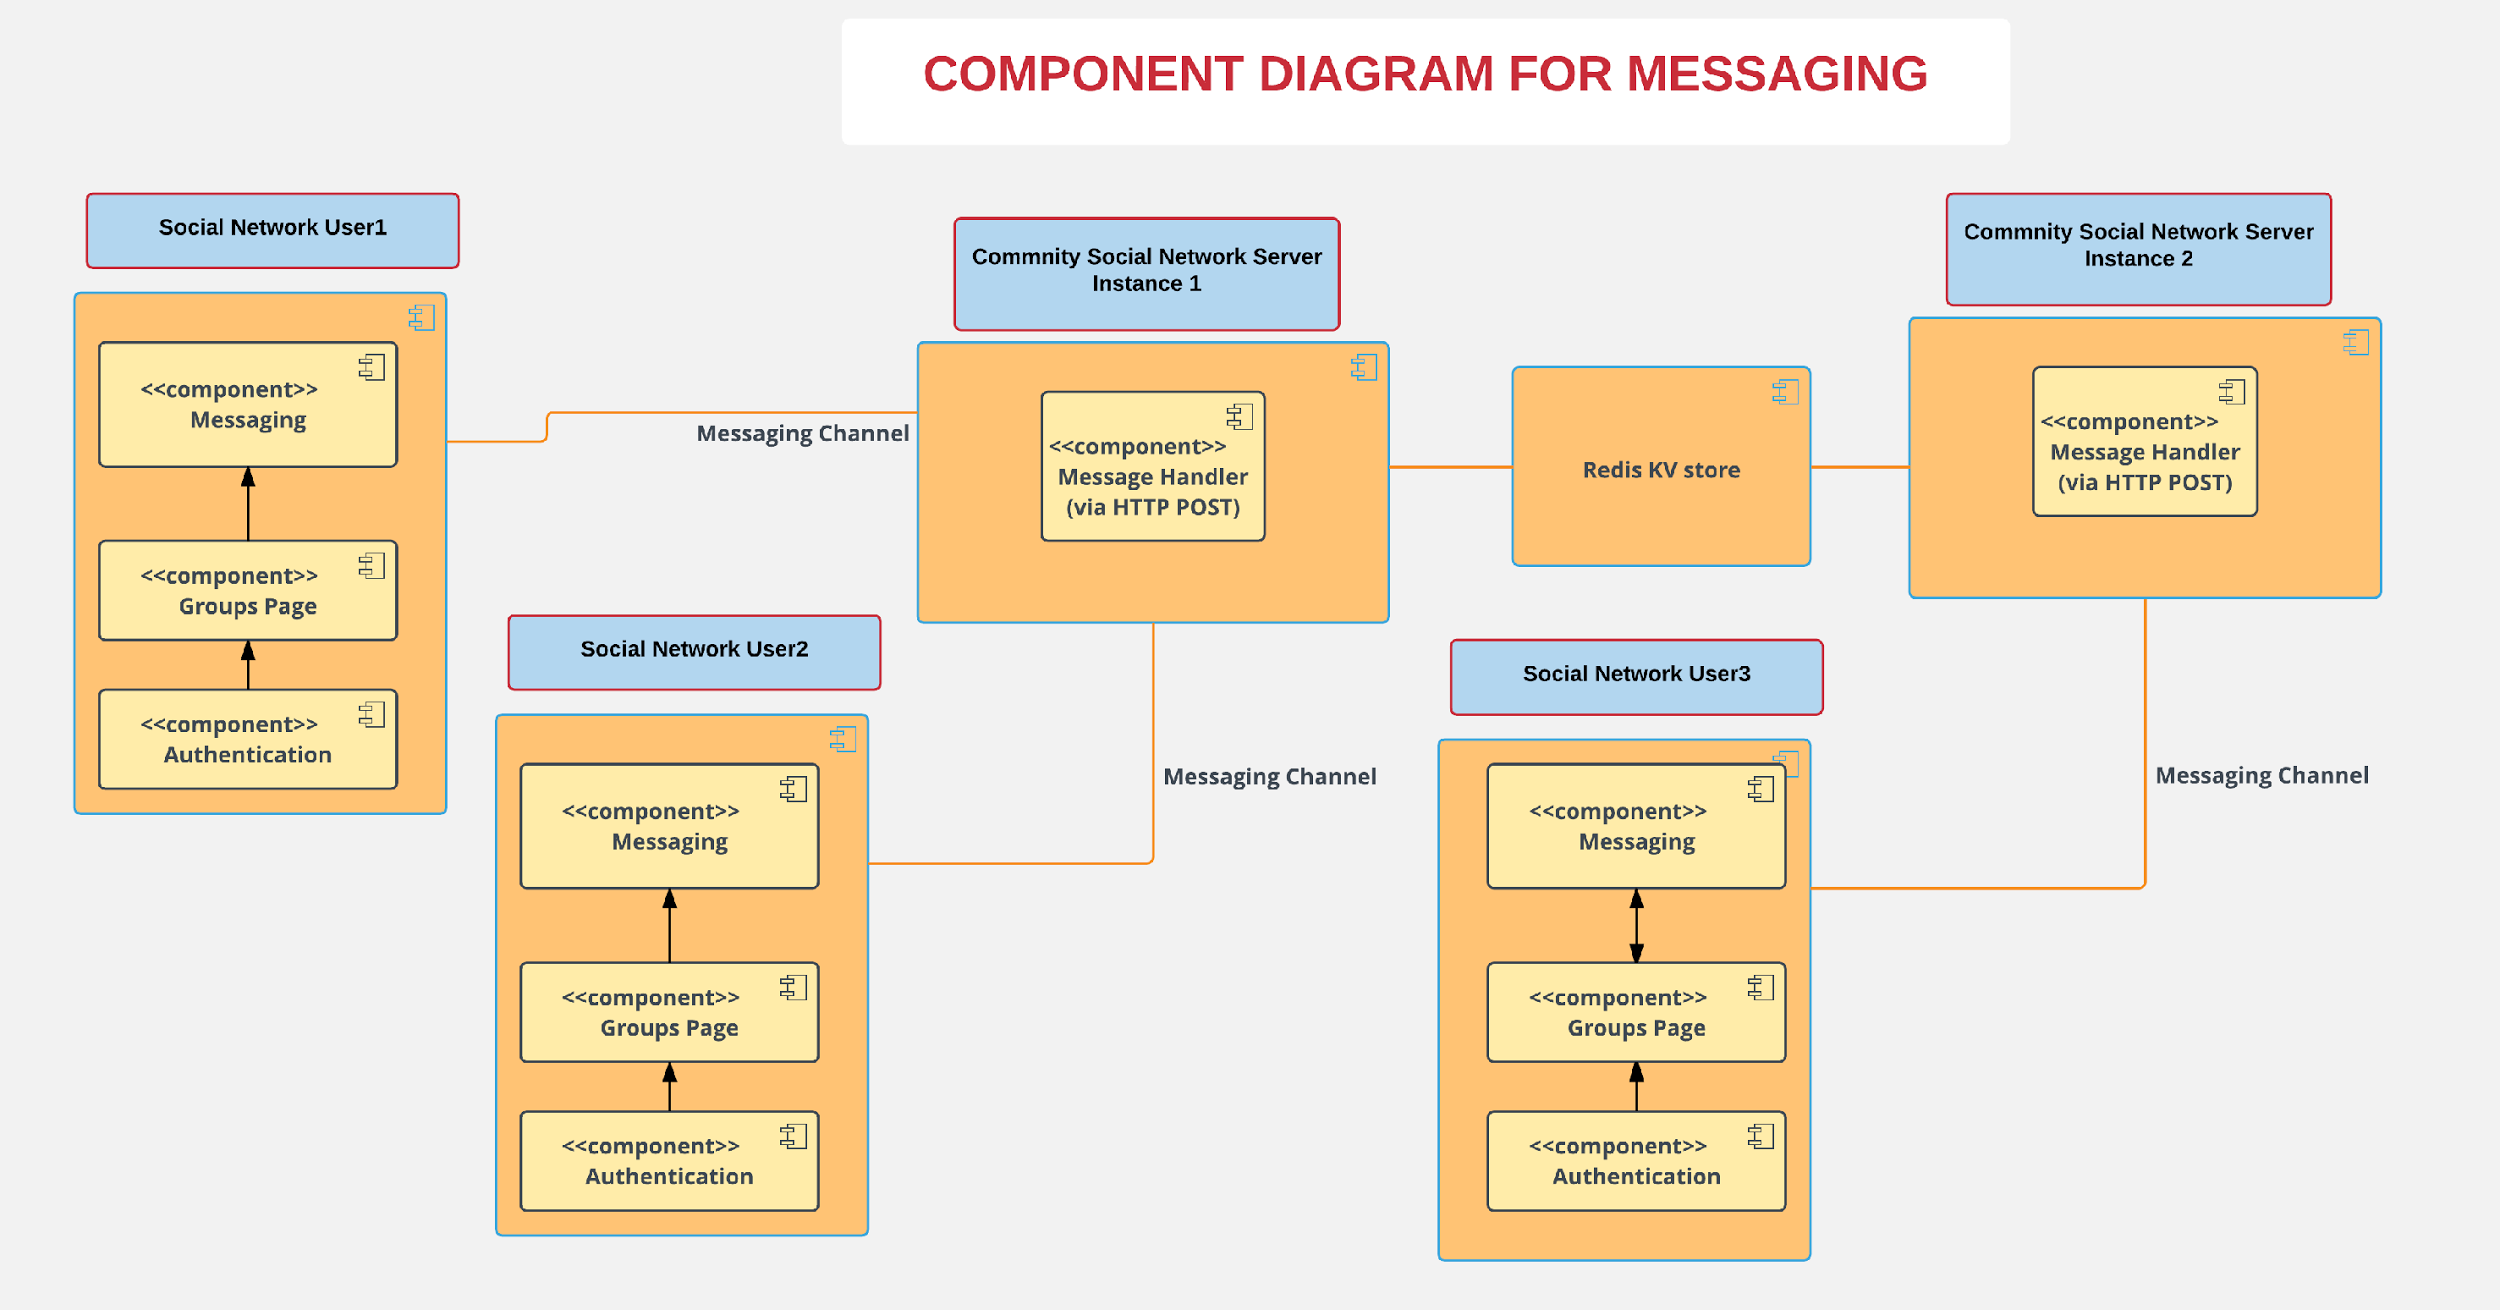 COMPONENT DIAGRAM FOR MESSAGING
Social Network User1
<<component>>
Messaging
<<component>>
Groups Page
<<component>>
Authentication
Messaging Channel
Commnity Social Network Server
Instance 1
<<component>>
Message Handler
(via HTTP POST)
Redis KV store
Commnity Social Network Server
Instance 2
<<component>>
Message Handler
(via HTTP POST)
Social Network User2
<<component>>
Messaging
<<component>>
Groups Page
<<component>>
Authentication
Messaging Channel
Social Network User3
<<component>>
Messaging
<<component>>
Groups Page
<<component>>
Authentication
Messaging Channel